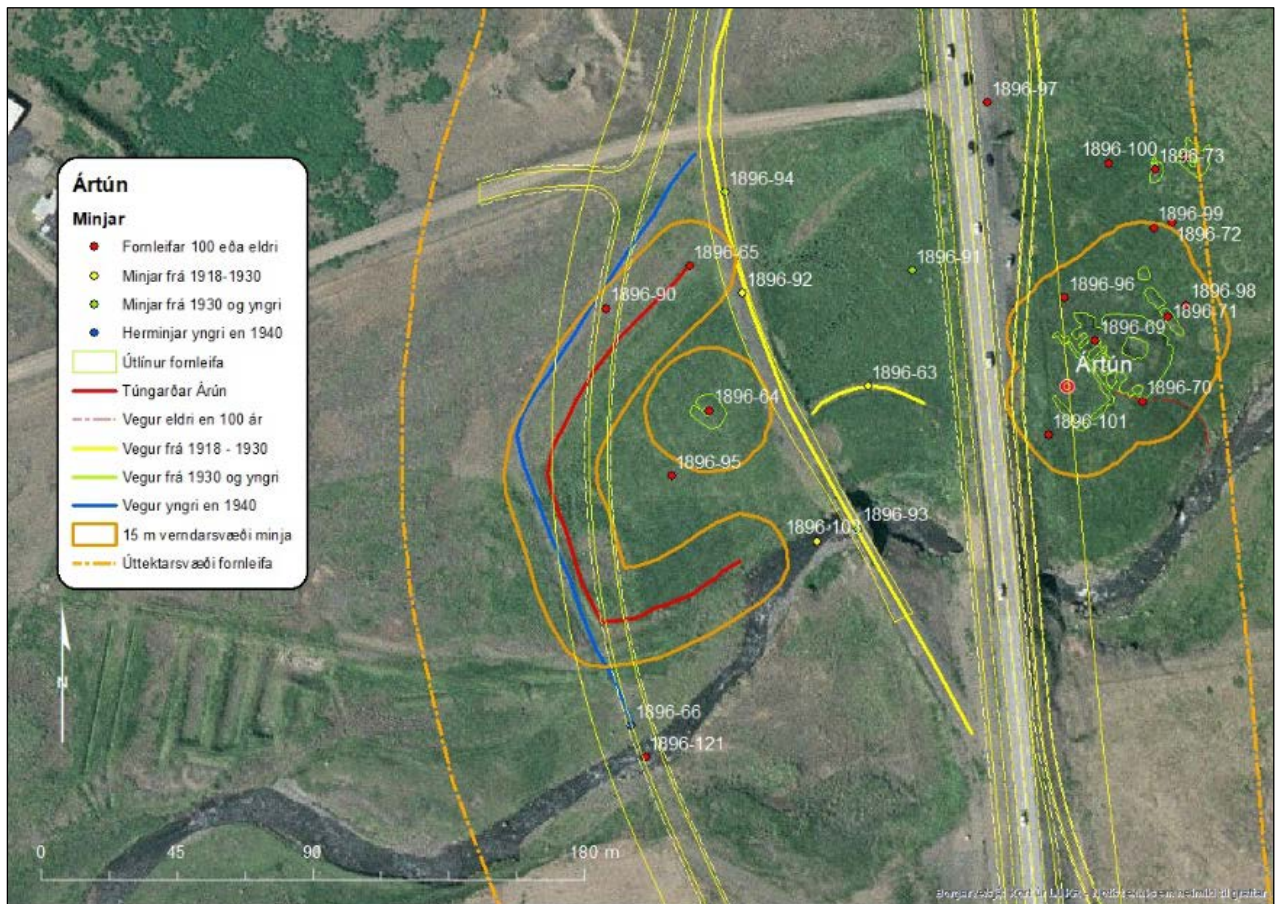 Ártún
Minjar
Fornleifar 100 eða eldri
Minjar frá 1918-1930
Minjar frá 1930 og yngri
Herminjar yngri en 1940
Útlínur fornleifa
Túngarðar Árún
Vegur eldri en 100 ár
Vegur frá 1918 - 1930
Vegur frá 1930 og yngri
Vegur yngri en 1940
15 m verndarsvæði minja
Úttektarsvæði fornleifa
1896-97
1896-100
1896-73
1896-94
1896-99
1896-72
1896-65
1896-91
1896-92
1896-90
1896-96
1896-98
1896-71
1896-69
Ártún
1896-63
1896-70
1896-64
1896-101
1896-95
1896-93
1896-103
1896-66
1896-121
N
0 45 90 180 m